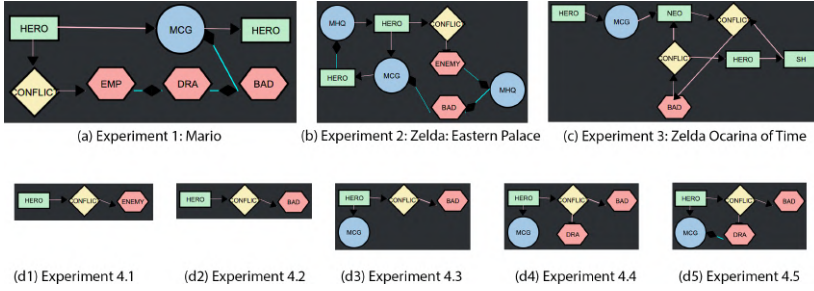 HERO MCG HERO
CONFLIC EMP DRA BAD
(a) Experiment 1: Mario
MHQ HERO CONFLIC
ENEMY
HERO MCG MHQ
BAD
(b) Experiment 2: Zelda: Eastern Palace
HERO MCG NEO CONFLIC
CONFLIC HERO SH
BAD
(c) Experiment 3: Zelda Ocarina of Time
HERO CONFLIC ENEMY
(d1) Experiment 4.1
HERO CONFLIC BAD
(d2) Experiment 4.2
HERO CONFLIC BAD
MCG
(d3) Experiment 4.3
HERO CONFLIC BAD
MCG DRA
(d4) Experiment 4.4
HERO CONFLIC BAD
MCG DRA
(d5) Experiment 4.5